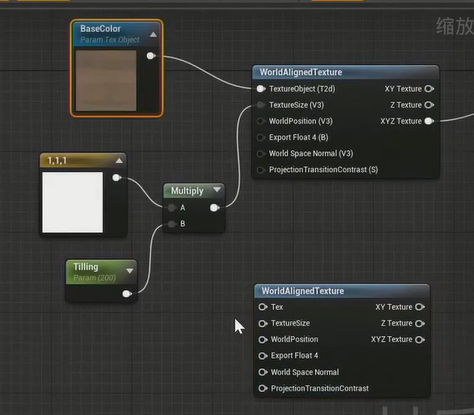 缩放
BaseColor
Param Tex Object
WorldAlignedTexture
TextureObject (T2d)
XY Texture
TextureSize (V3)
Z Texture
WorldPosition (V3)
XYZ Texture
Export Float 4 (B)
World Space Normal (V3)
ProjectionTransitionContrast (S)
1,1,1
Multiply
A
B
Tilling
Param (200)
WorldAlignedTexture
Tex
XY Texture
TextureSize
Z Texture
WorldPosition
XYZ Texture
Export Float 4
World Space Normal
ProjectionTransitionContrast